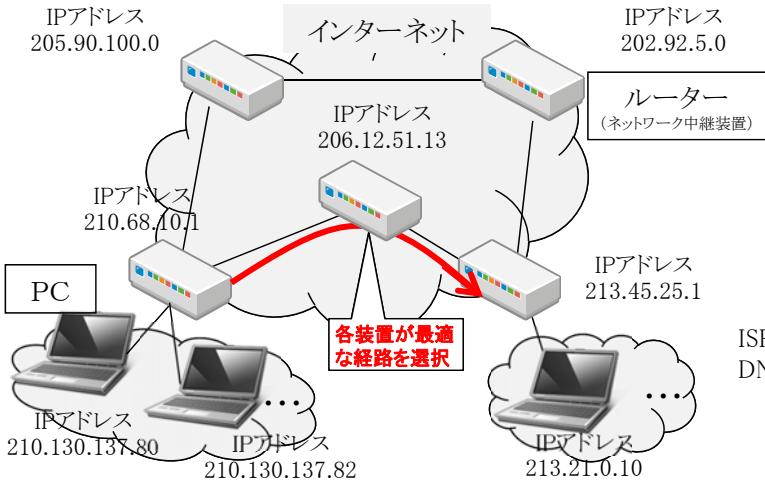 IPアドレス
205.90.100.0
インターネット
IPアドレス
202.92.5.0
ルーター
(ネットワーク中継装置)
IPアドレス
206.12.51.13
IPアドレス
210.68.10.1
IPアドレス
213.45.25.1
PC
各装置が最適
な経路を選択
IPアドレス
210.130.137.80
IPアドレス
210.130.137.82
IPアドレス
213.21.0.10